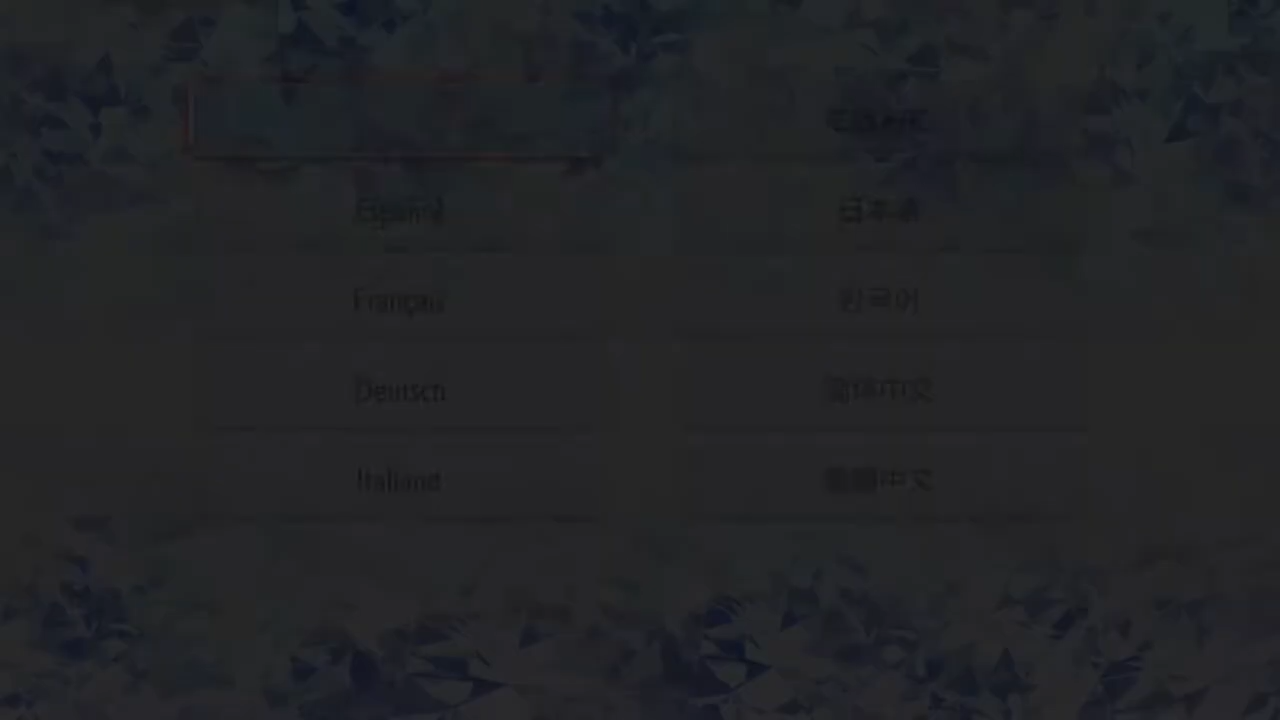 Español
日本語
Français
한국어
Deutsch
简体中文
Italiano
繁體中文